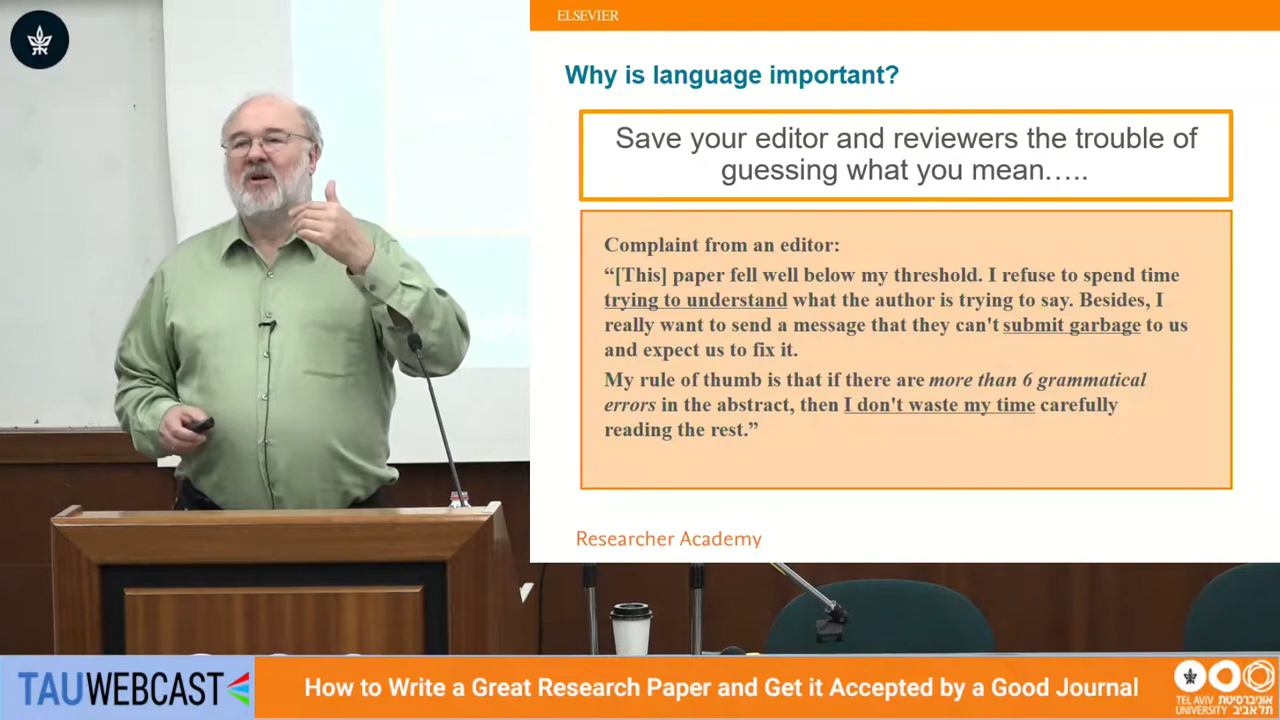 ELSEVIER
Why is language important?
Save your editor and reviewers the trouble of
guessing what you mean…..
Complaint from an editor:
“[This] paper fell well below my threshold. I refuse to spend time
trying to understand what the author is trying to say. Besides, I
really want to send a message that they can't submit garbage to us
and expect us to fix it.
My rule of thumb is that if there are more than 6 grammatical
errors in the abstract, then I don't waste my time carefully
reading the rest.”
Researcher Academy
TAUWEBCAST
How to Write a Great Research Paper and Get it Accepted by a Good Journal
TEL AVIV אוניברסיטת
UNIVERSITY תל אביב